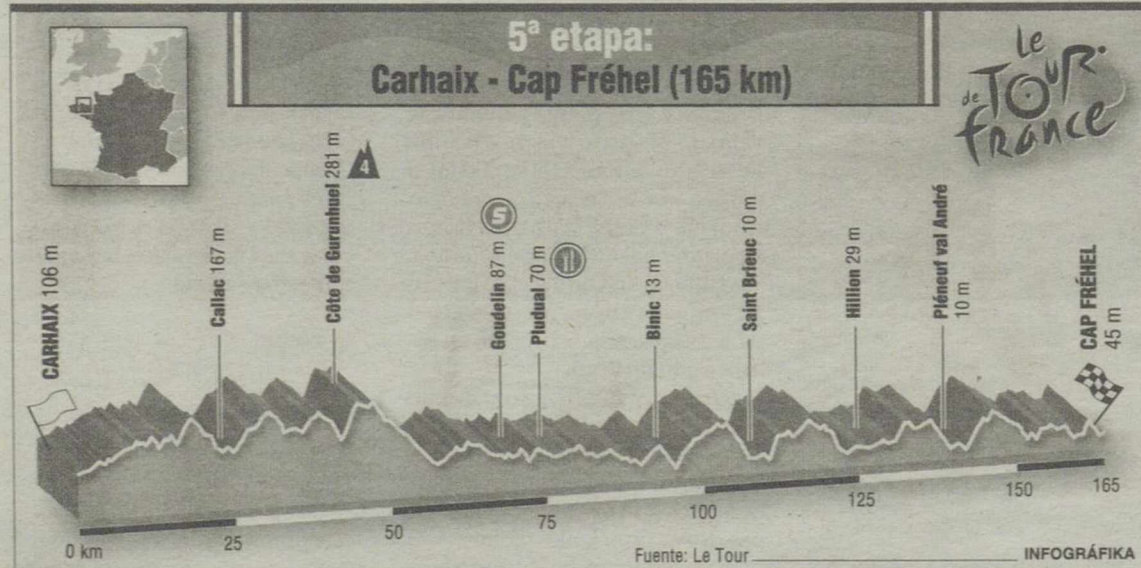 5ª etapa:
Carhaix - Cap Fréhel (165 km)
Le
TOUR
de
FRANCE
CARHAIX 106 m
Callac 167 m
Côte de Gurunhuel 281 m
4
S
Goudelin 87 m
Pludual 70 m
Binic 13 m
Saint Brieuc 10 m
Hillion 29 m
Pléneuf val André
10 m
CAP FRÉHEL
45 m
0 km
25
50
75
100
125
150
165
Fuente: Le Tour
INFOGRÁFIKA